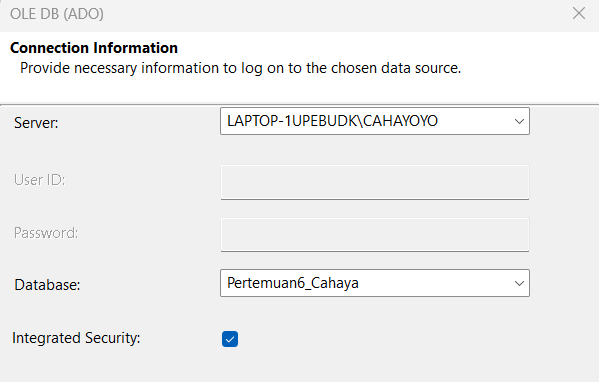 OLE DB (ADO)
Connection Information
Provide necessary information to log on to the chosen data source.
Server: LAPTOP-1UPEBUDK\CAHAYOYO
User ID:
Password:
Database: Pertemuan6_Cahaya
Integrated Security: